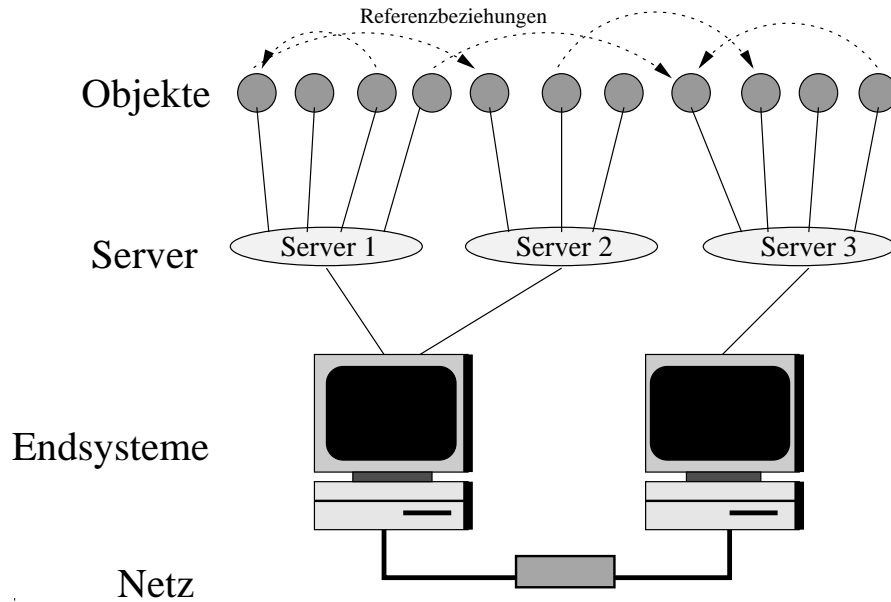 Referenzbeziehungen
Objekte
Server
Server 1
Server 2
Server 3
Endsysteme
Netz